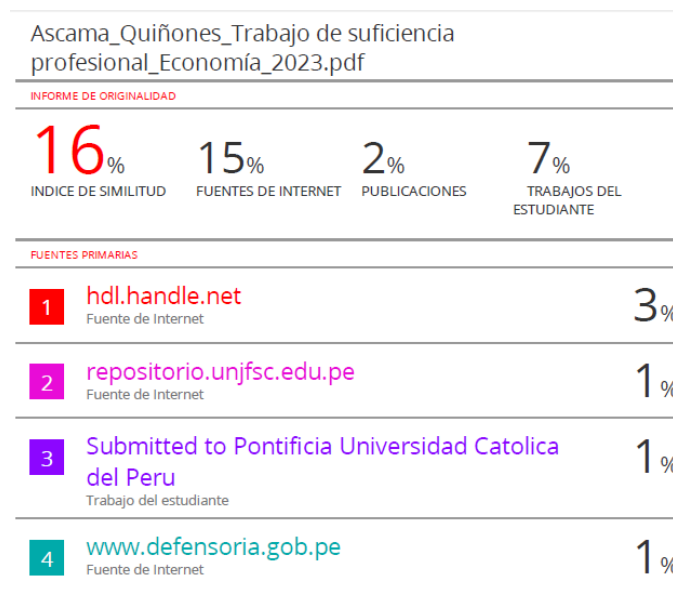 Ascama_Quiñones_Trabajo de suficiencia
profesional_Economía_2023.pdf
INFORME DE ORIGINALIDAD
16% 15% 2% 7%
INDICE DE SIMILITUD FUENTES DE INTERNET PUBLICACIONES TRABAJOS DEL
ESTUDIANTE
FUENTES PRIMARIAS
1 hdl.handle.net 3%
Fuente de Internet
2 repositorio.unjfsc.edu.pe 1%
Fuente de Internet
3 Submitted to Pontificia Universidad Catolica 1%
del Peru
Trabajo del estudiante
4 www.defensoria.gob.pe 1%
Fuente de Internet